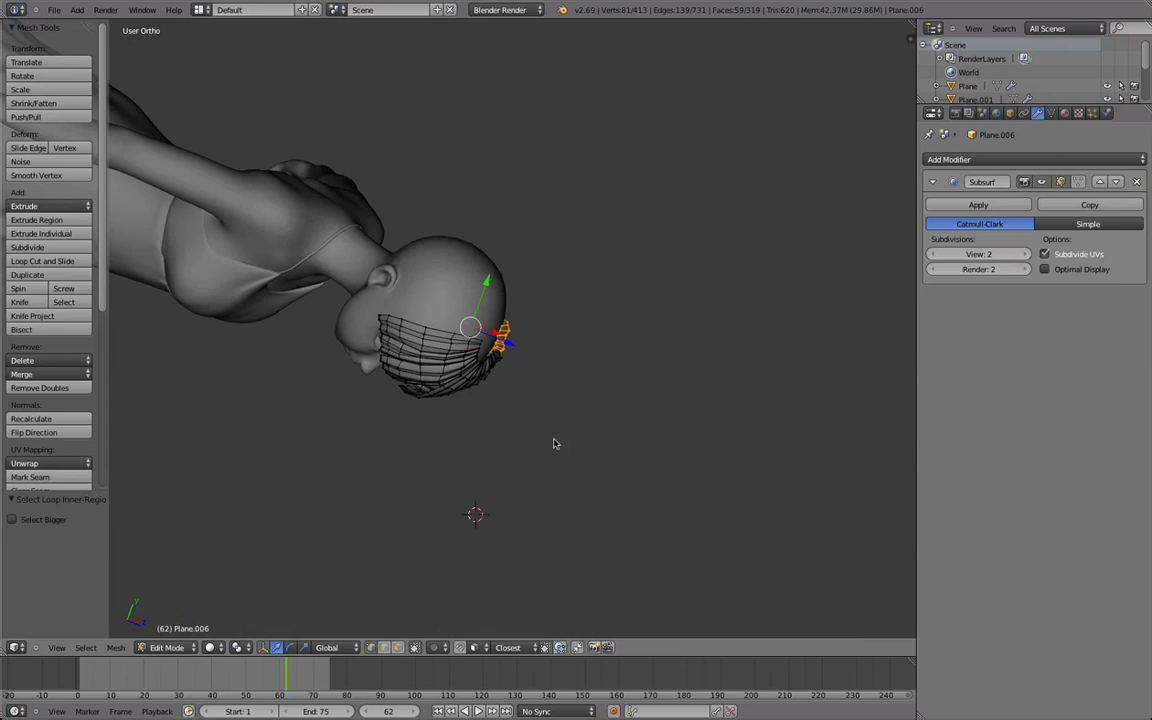 File Add Render Window Help Default Scene Blender Render v2.69 | Verts:81/413 | Edges:139/731 | Faces:59/319 | Tris:620 | Mem:42.37M (29.86M) | Plane.006
Mesh Tools
Transform:
Translate
Rotate
Scale
Shrink/Fatten
Push/Pull
Deform:
Slide Edge Vertex
Noise
Smooth Vertex
Add:
Extrude
Extrude Region
Extrude Individual
Subdivide
Loop Cut and Slide
Duplicate
Spin Screw
Knife Select
Knife Project
Bisect
Remove:
Delete
Merge
Remove Doubles
Normals:
Recalculate
Flip Direction
UV Mapping:
Unwrap
Mark Seam
Select Loop Inner-Regio
Select Bigger
User Ortho
y
z
(62) Plane.006
View Search All Scenes
Scene
RenderLayers
World
Plane
Plane.001
Plane.006
Add Modifier
Subsurf
Apply Copy
Catmull-Clark Simple
Subdivisions: Options:
View: 2 Subdivide UVs
Render: 2 Optimal Display
View Select Mesh Edit Mode Global Closest
-20 -10 0 10 20 30 40 50 60 70 80 90 100 110 120 130 140 150 160 170 180 190 200 210 220 230 240
View Marker Frame Playback Start: 1 End: 75 62 No Sync